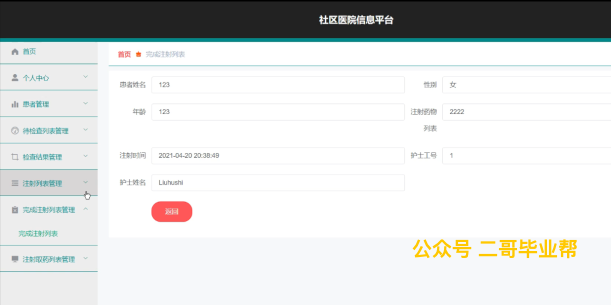 社区医院信息平台
首页
个人中心
患者管理
待检查列表管理
检查结果管理
注射列表管理
完成注射列表管理
完成注射列表
注射取药列表管理
首页 完成注射列表
患者姓名 123 性别 女
年龄 123 注射药物列表 2222
注射时间 2021-04-20 20:38:49 护士工号 1
护士姓名 Liuhushi
返回
公众号 二哥毕业帮